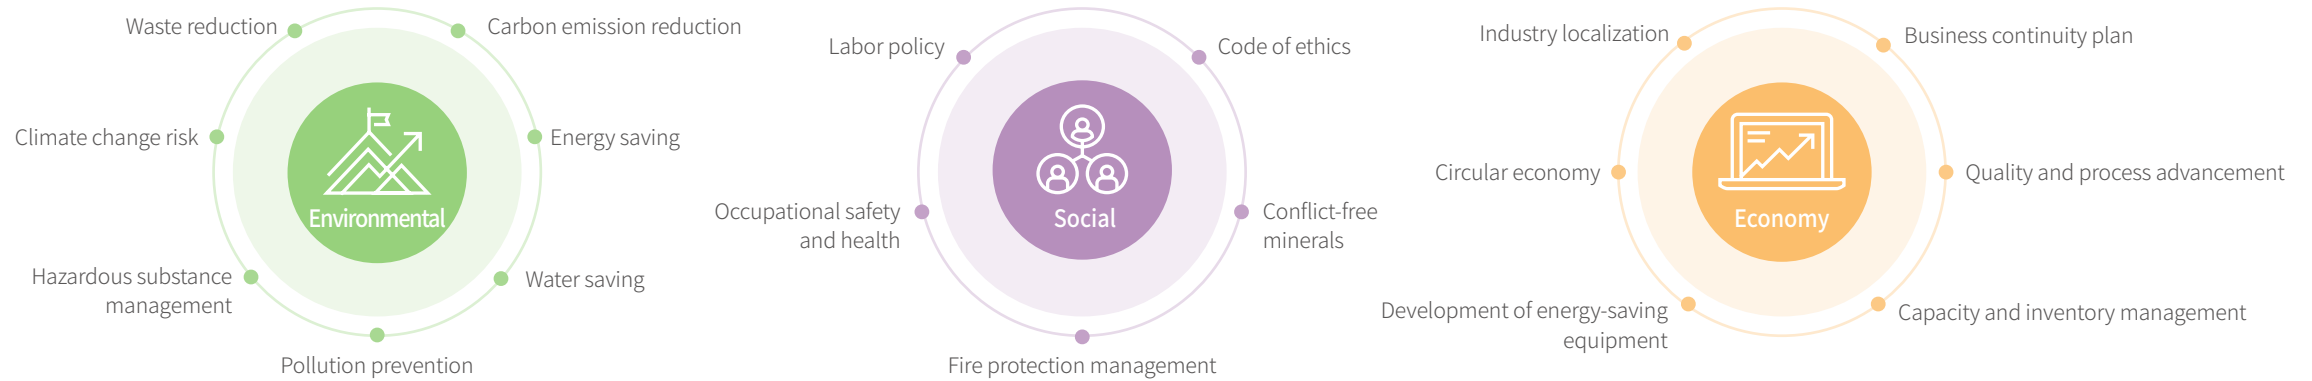 Waste reduction
Carbon emission reduction
Climate change risk
Energy saving
Environmental
Hazardous substance
management
Water saving
Pollution prevention
Labor policy
Code of ethics
Occupational safety
and health
Social
Conflict-free
minerals
Fire protection management
Industry localization
Business continuity plan
Circular economy
Quality and process advancement
Economy
Development of energy-saving
equipment
Capacity and inventory management